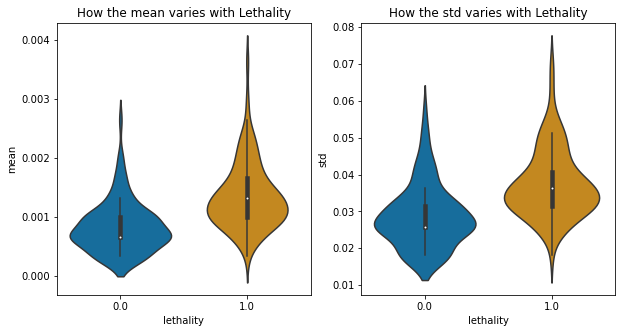 How the mean varies with Lethality
0.004
0.003
0.002
0.001
0.000
mean
0.0
1.0
lethality
How the std varies with Lethality
0.08
0.07
0.06
0.05
0.04
0.03
0.02
0.01
std
0.0
1.0
lethality